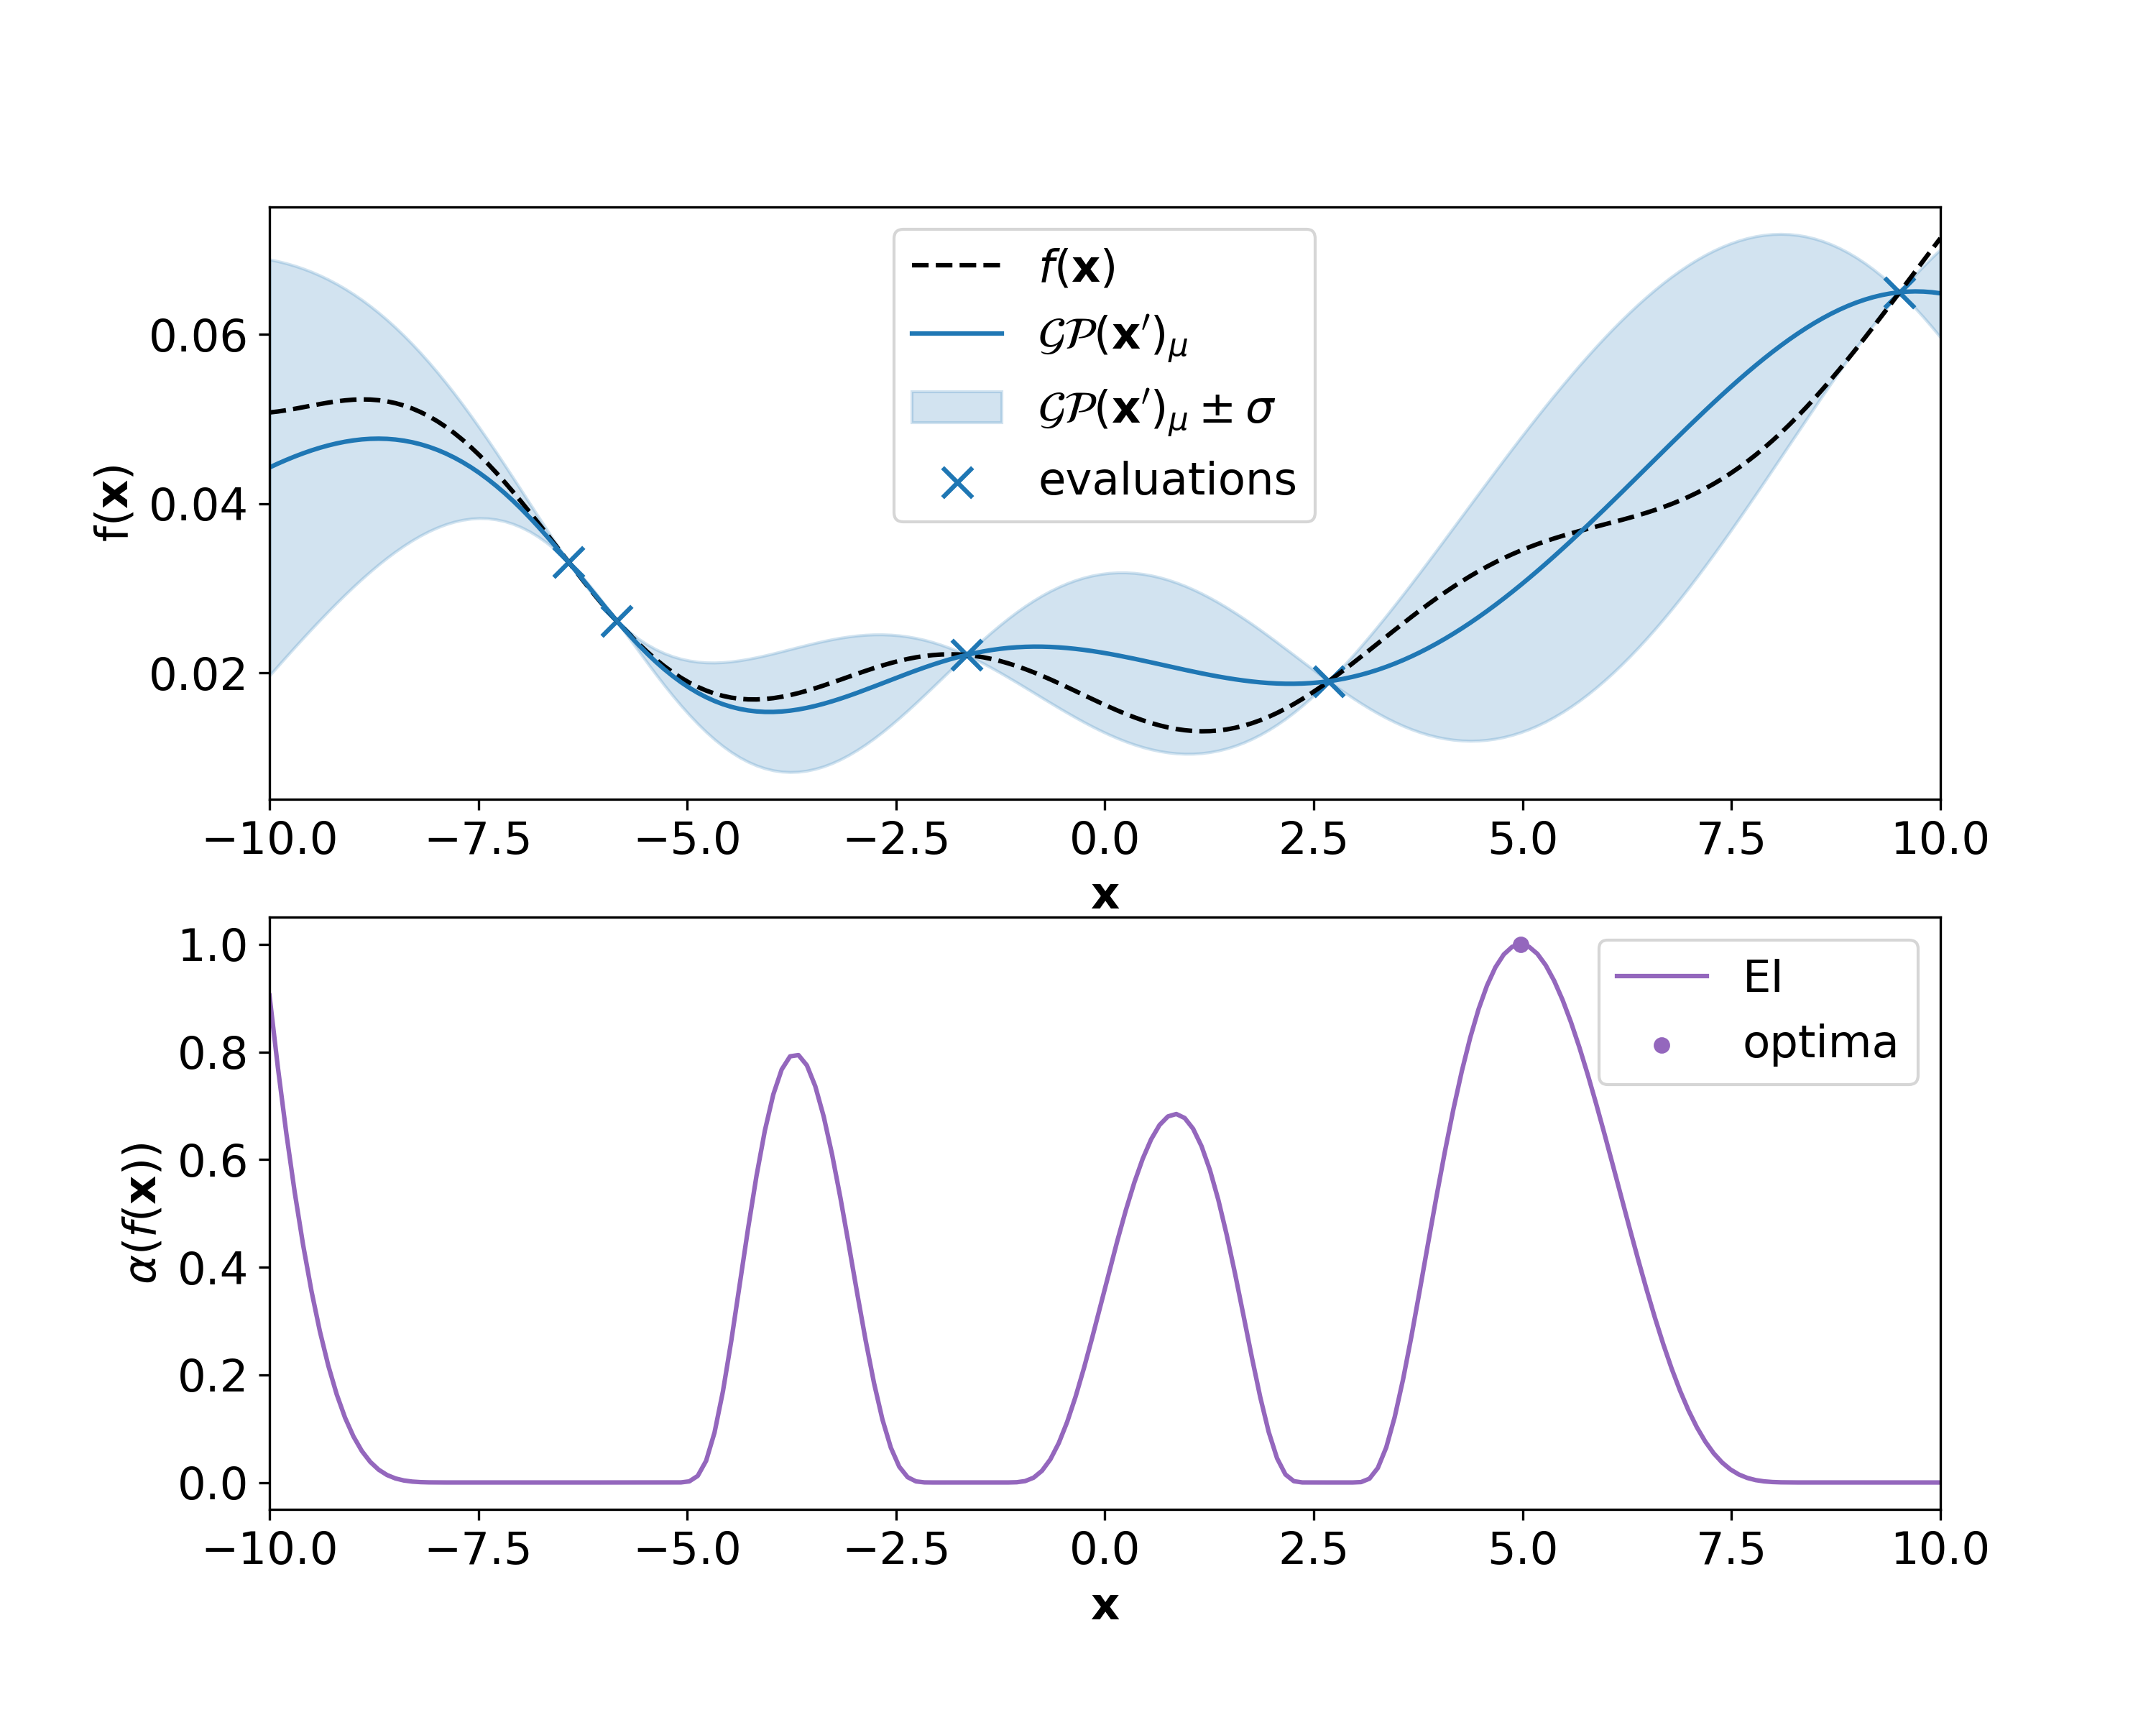 f(x)
𝒢𝒫(x′)μ
𝒢𝒫(x′)μ ± σ
evaluations
f(x)
0.06
0.04
0.02
−10.0 −7.5 −5.0 −2.5 0.0 2.5 5.0 7.5 10.0
x
EI
optima
α(f(x))
1.0
0.8
0.6
0.4
0.2
0.0
−10.0 −7.5 −5.0 −2.5 0.0 2.5 5.0 7.5 10.0
x